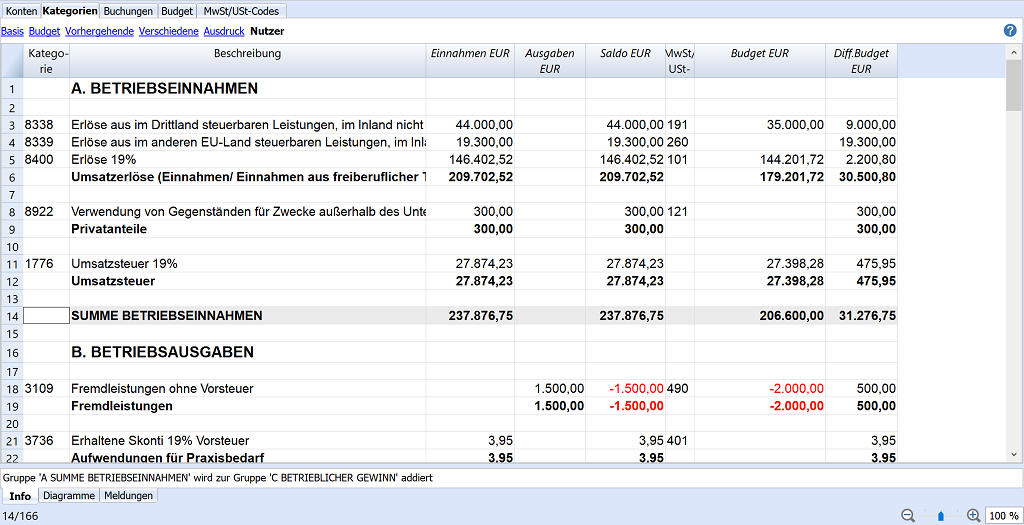 Konten Kategorien Buchungen Budget MwSt/USt-Codes
Basis Budget Vorhergehende Verschiedene Ausdruck Nutzer
Katego- Beschreibung Einnahmen EUR Ausgaben Saldo EUR MwSt/ Budget EUR Diff.Budget
rie EUR USt- EUR
1 A. BETRIEBSEINNAHMEN
2
3 8338 Erlöse aus im Drittland steuerbaren Leistungen, im Inland nicht 44.000,00 44.000,00 191 35.000,00 9.000,00
4 8339 Erlöse aus im anderen EU-Land steuerbaren Leistungen, im 19.300,00 19.300,00 260 19.300,00
5 8400 Erlöse 19% 146.402,52 146.402,52 101 144.201,72 2.200,80
6 Umsatzerlöse (Einnahmen/ Einnahmen aus freiberuflicher 209.702,52 209.702,52 179.201,72 30.500,80
7
8 8922 Verwendung von Gegenständen für Zwecke außerhalb des Unte 300,00 300,00 121 300,00
9 Privatanteile 300,00 300,00 300,00
10
11 1776 Umsatzsteuer 19% 27.874,23 27.874,23 27.398,28 475,95
12 Umsatzsteuer 27.874,23 27.874,23 27.398,28 475,95
13
14 SUMME BETRIEBSEINNAHMEN 237.876,75 237.876,75 206.600,00 31.276,75
15
16 B. BETRIEBSAUSGABEN
17
18 3109 Fremdleistungen ohne Vorsteuer 1.500,00 -1.500,00 490 -2.000,00 500,00
19 Fremdleistungen 1.500,00 -1.500,00 -2.000,00 500,00
20
21 3736 Erhaltene Skonti 19% Vorsteuer 3,95 3,95 401 3,95
22 Aufwendungen für Praxisbedarf 3,95 3,95 3,95
Gruppe 'A SUMME BETRIEBSEINNAHMEN' wird zur Gruppe 'C BETRIEBLICHER GEWINN' addiert
Info Diagramme Meldungen
14/166 100 %